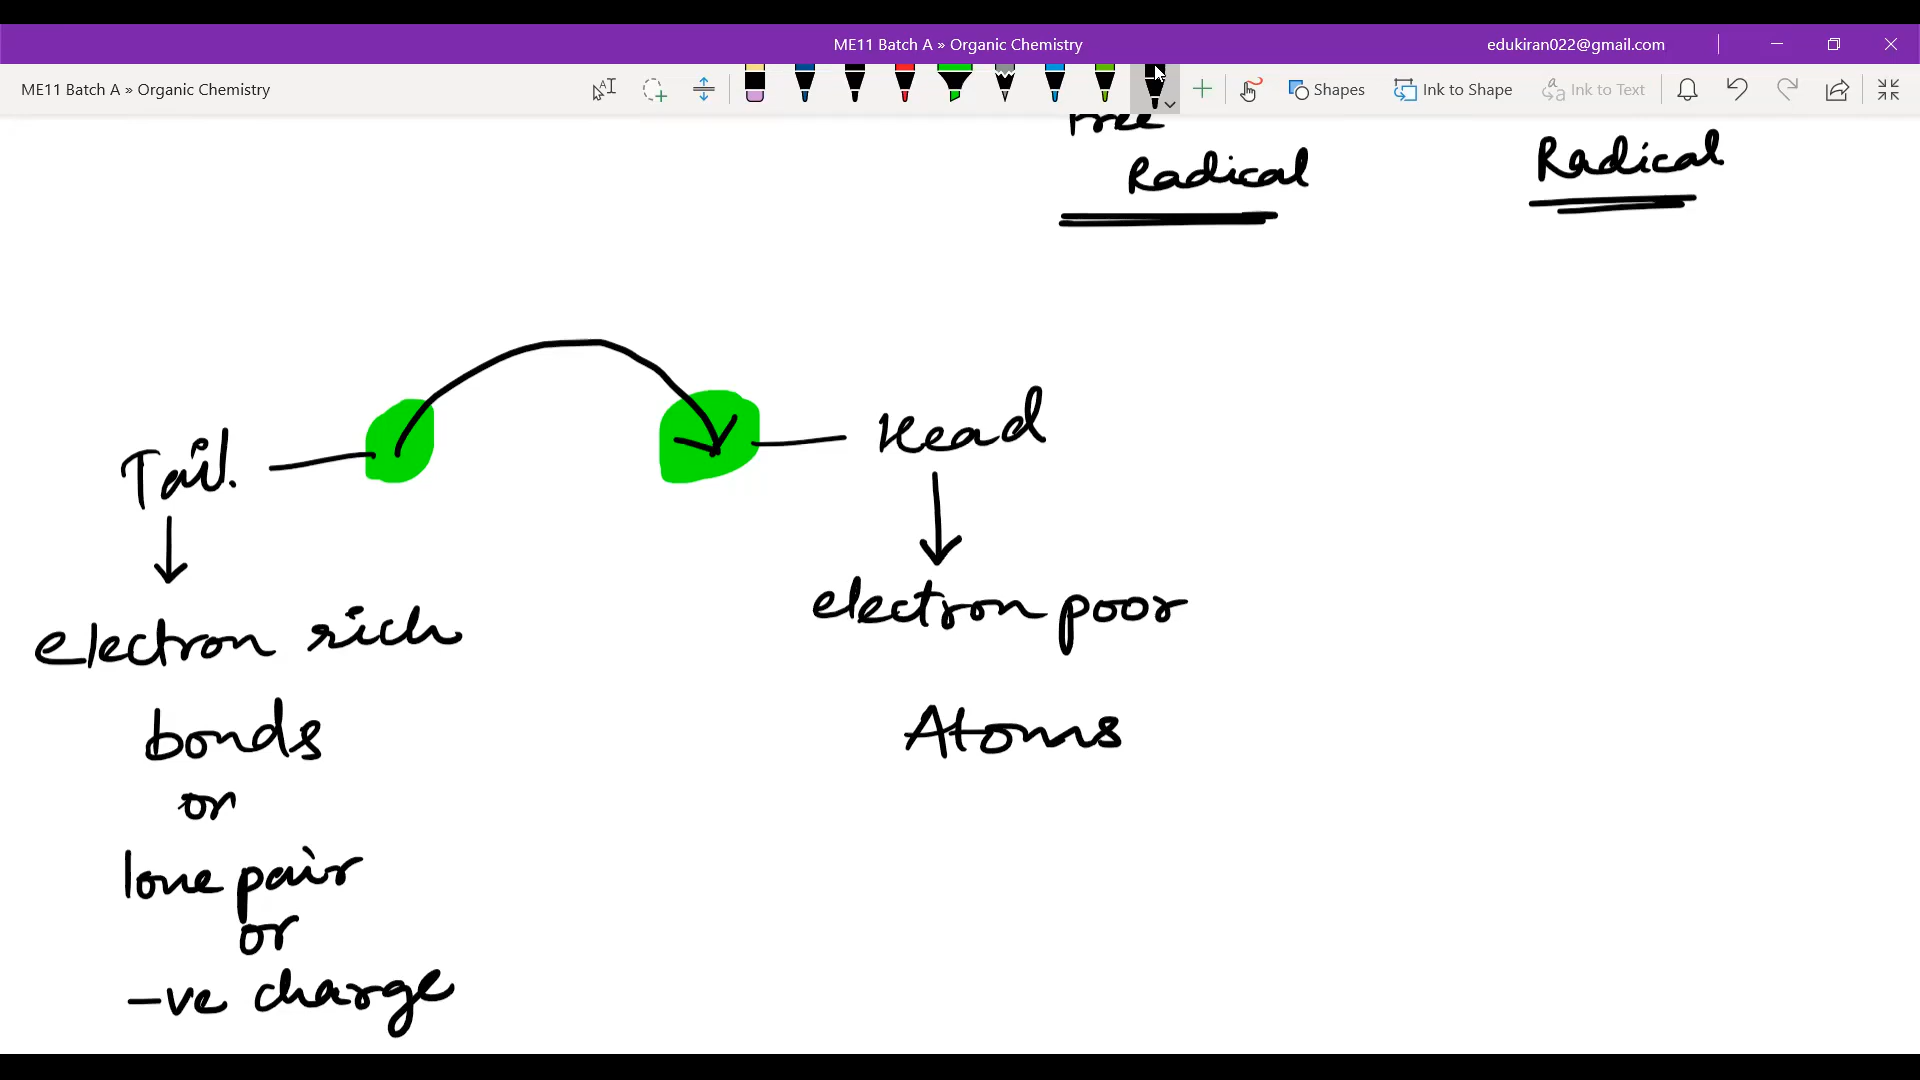 ME11 Batch A » Organic Chemistry
edukiran022@gmail.com
ME11 Batch A » Organic Chemistry
Shapes
Ink to Shape
Ink to Text
Free
Radical
Radical
Tail.
Head
electron rich
bonds
or
lone pair
or
-ve charge
electron poor
Atoms